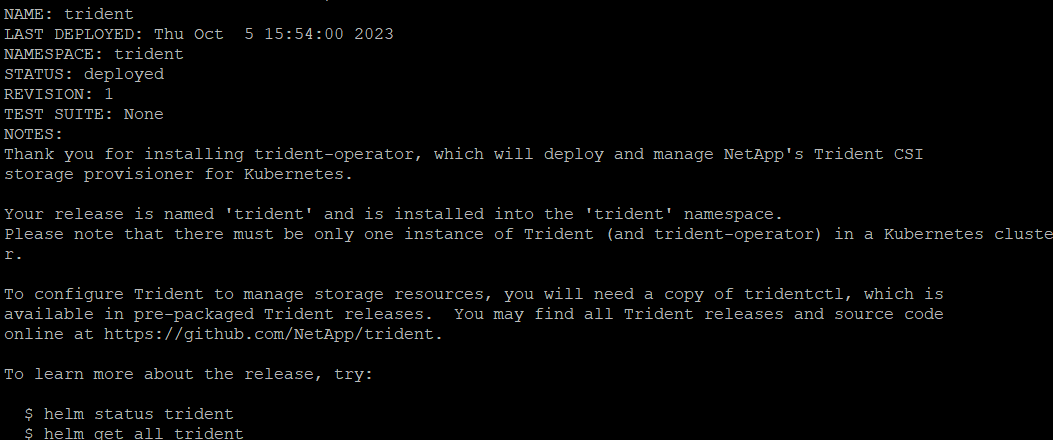 NAME: trident
LAST DEPLOYED: Thu Oct  5 15:54:00 2023
NAMESPACE: trident
STATUS: deployed
REVISION: 1
TEST SUITE: None
NOTES:
Thank you for installing trident-operator, which will deploy and manage NetApp's Trident CSI
storage provisioner for Kubernetes.
Your release is named 'trident' and is installed into the 'trident' namespace.
Please note that there must be only one instance of Trident (and trident-operator) in a Kubernetes cluste
r.
To configure Trident to manage storage resources, you will need a copy of tridentctl, which is
available in pre-packaged Trident releases.  You may find all Trident releases and source code
online at https://github.com/NetApp/trident.
To learn more about the release, try:
  $ helm status trident
  $ helm get all trident